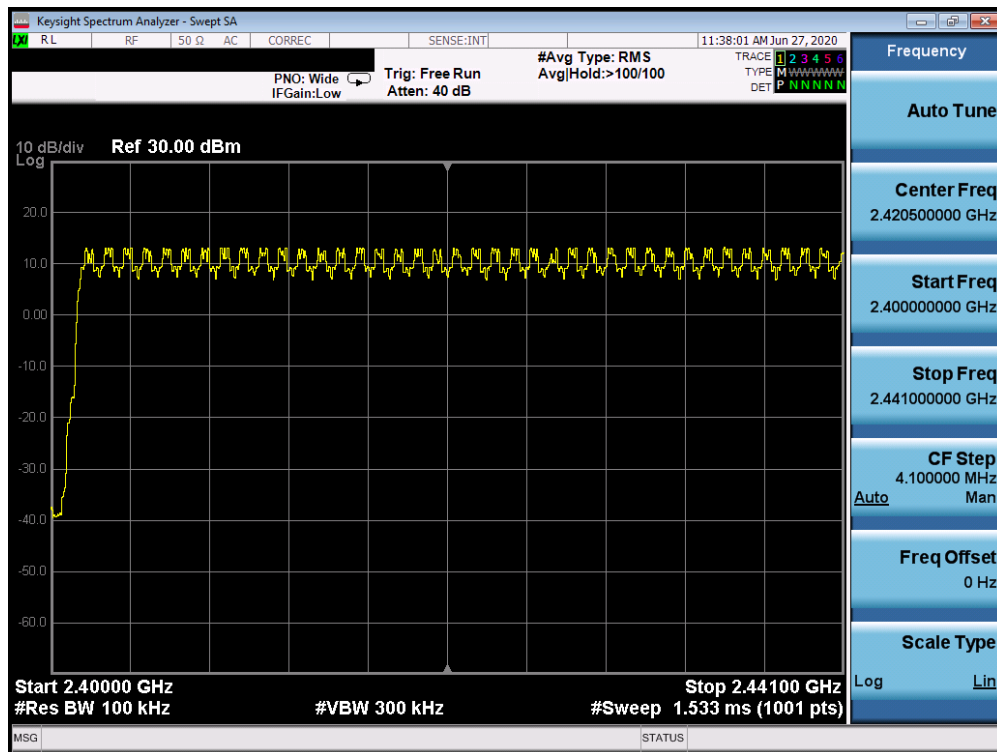 Keysight Spectrum Analyzer - Swept SA
LXI RL RF 50 Ω AC CORREC SENSE:INT 11:38:01 AM Jun 27, 2020
#Avg Type: RMS TRACE 1 2 3 4 5 6
PNO: Wide Trig: Free Run Avg|Hold:>100/100 TYPE M WWWWW
IFGain:Low Atten: 40 dB DET P N N N N N
10 dB/div Ref 30.00 dBm
Log
20.0
10.0
0.00
-10.0
-20.0
-30.0
-40.0
-50.0
-60.0
Start 2.40000 GHz Stop 2.44100 GHz
#Res BW 100 kHz #VBW 300 kHz #Sweep 1.533 ms (1001 pts)
MSG STATUS
Frequency
Auto Tune
Center Freq
2.420500000 GHz
Start Freq
2.400000000 GHz
Stop Freq
2.441000000 GHz
CF Step
4.100000 MHz
Auto Man
Freq Offset
0 Hz
Scale Type
Log Lin